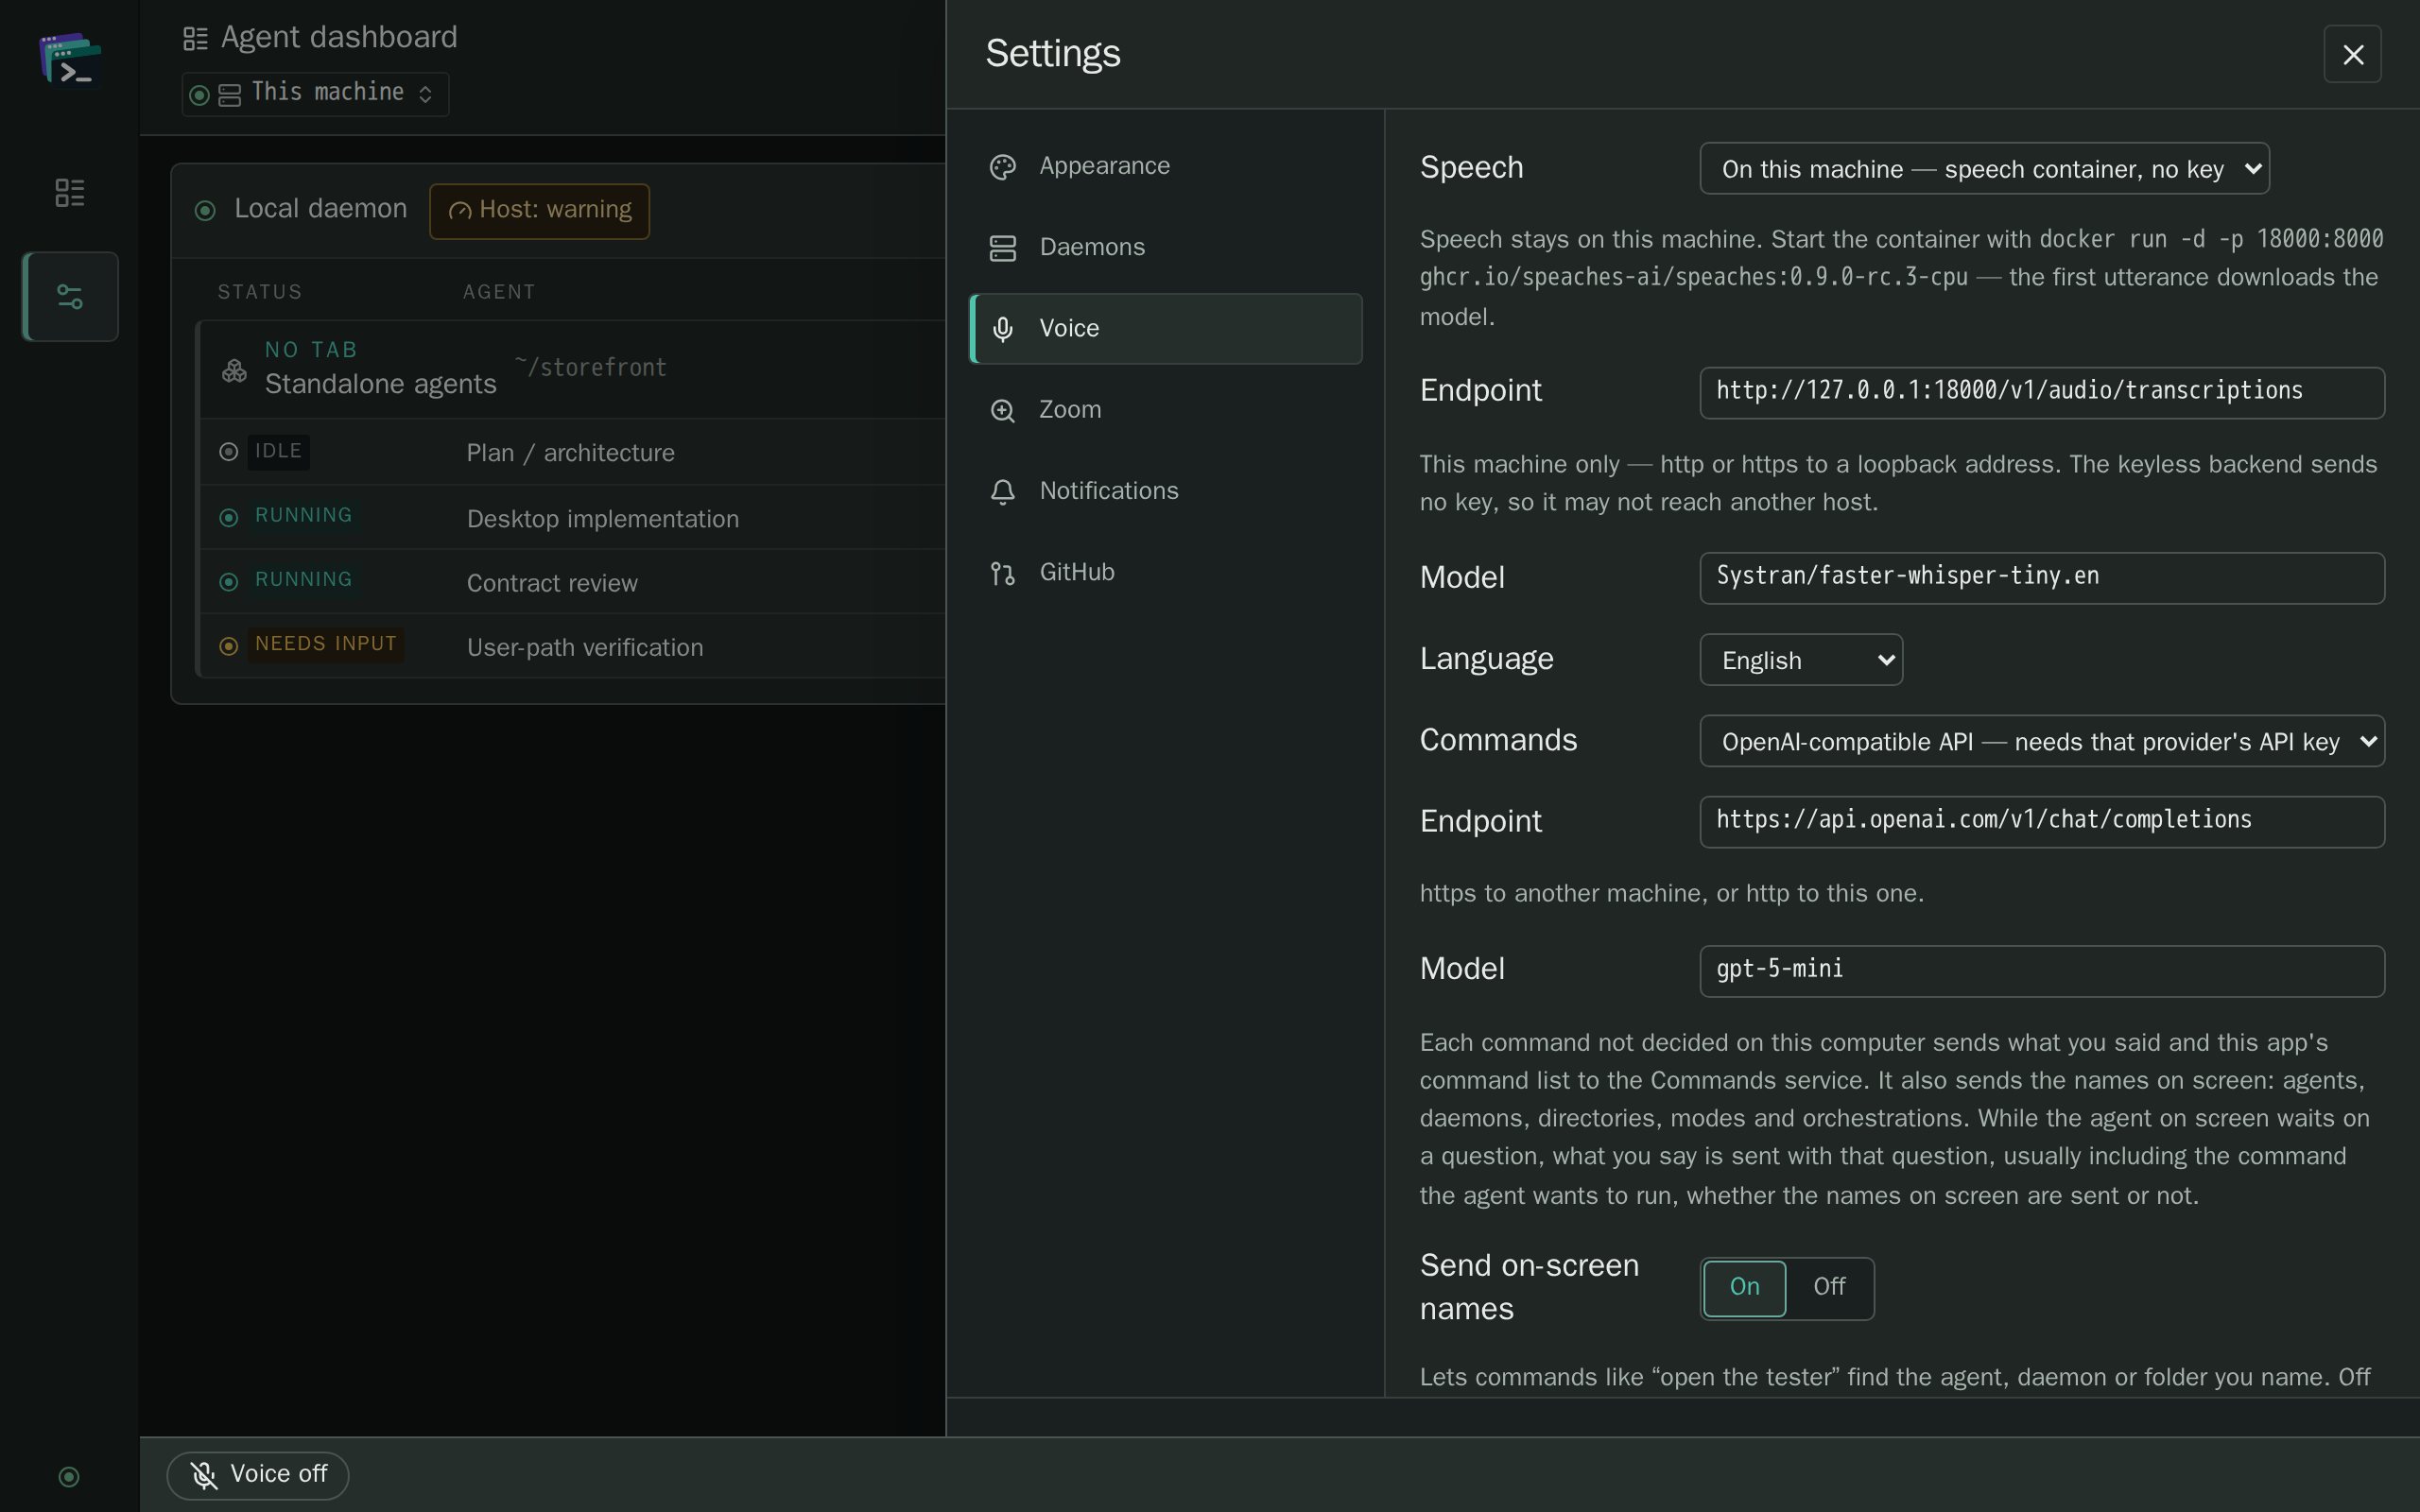 Agent dashboard
This machine
Local daemon
Host: warning
STATUS
AGENT
NO TAB
Standalone agents
~/storefront
IDLE
Plan / architecture
RUNNING
Desktop implementation
RUNNING
Contract review
NEEDS INPUT
User-path verification
Voice off
Settings
Appearance
Daemons
Voice
Zoom
Notifications
GitHub
Speech
On this machine — speech container, no key
Speech stays on this machine. Start the container with docker run -d -p 18000:8000
ghcr.io/speaches-ai/speaches:0.9.0-rc.3-cpu — the first utterance downloads the
model.
Endpoint
http://127.0.0.1:18000/v1/audio/transcriptions
This machine only — http or https to a loopback address. The keyless backend sends
no key, so it may not reach another host.
Model
Systran/faster-whisper-tiny.en
Language
English
Commands
OpenAI-compatible API — needs that provider's API key
Endpoint
https://api.openai.com/v1/chat/completions
https to another machine, or http to this one.
Model
gpt-5-mini
Each command not decided on this computer sends what you said and this app's
command list to the Commands service. It also sends the names on screen: agents,
daemons, directories, modes and orchestrations. While the agent on screen waits on
a question, what you say is sent with that question, usually including the command
the agent wants to run, whether the names on screen are sent or not.
Send on-screen
names
On
Off
Lets commands like “open the tester” find the agent, daemon or folder you name. Off